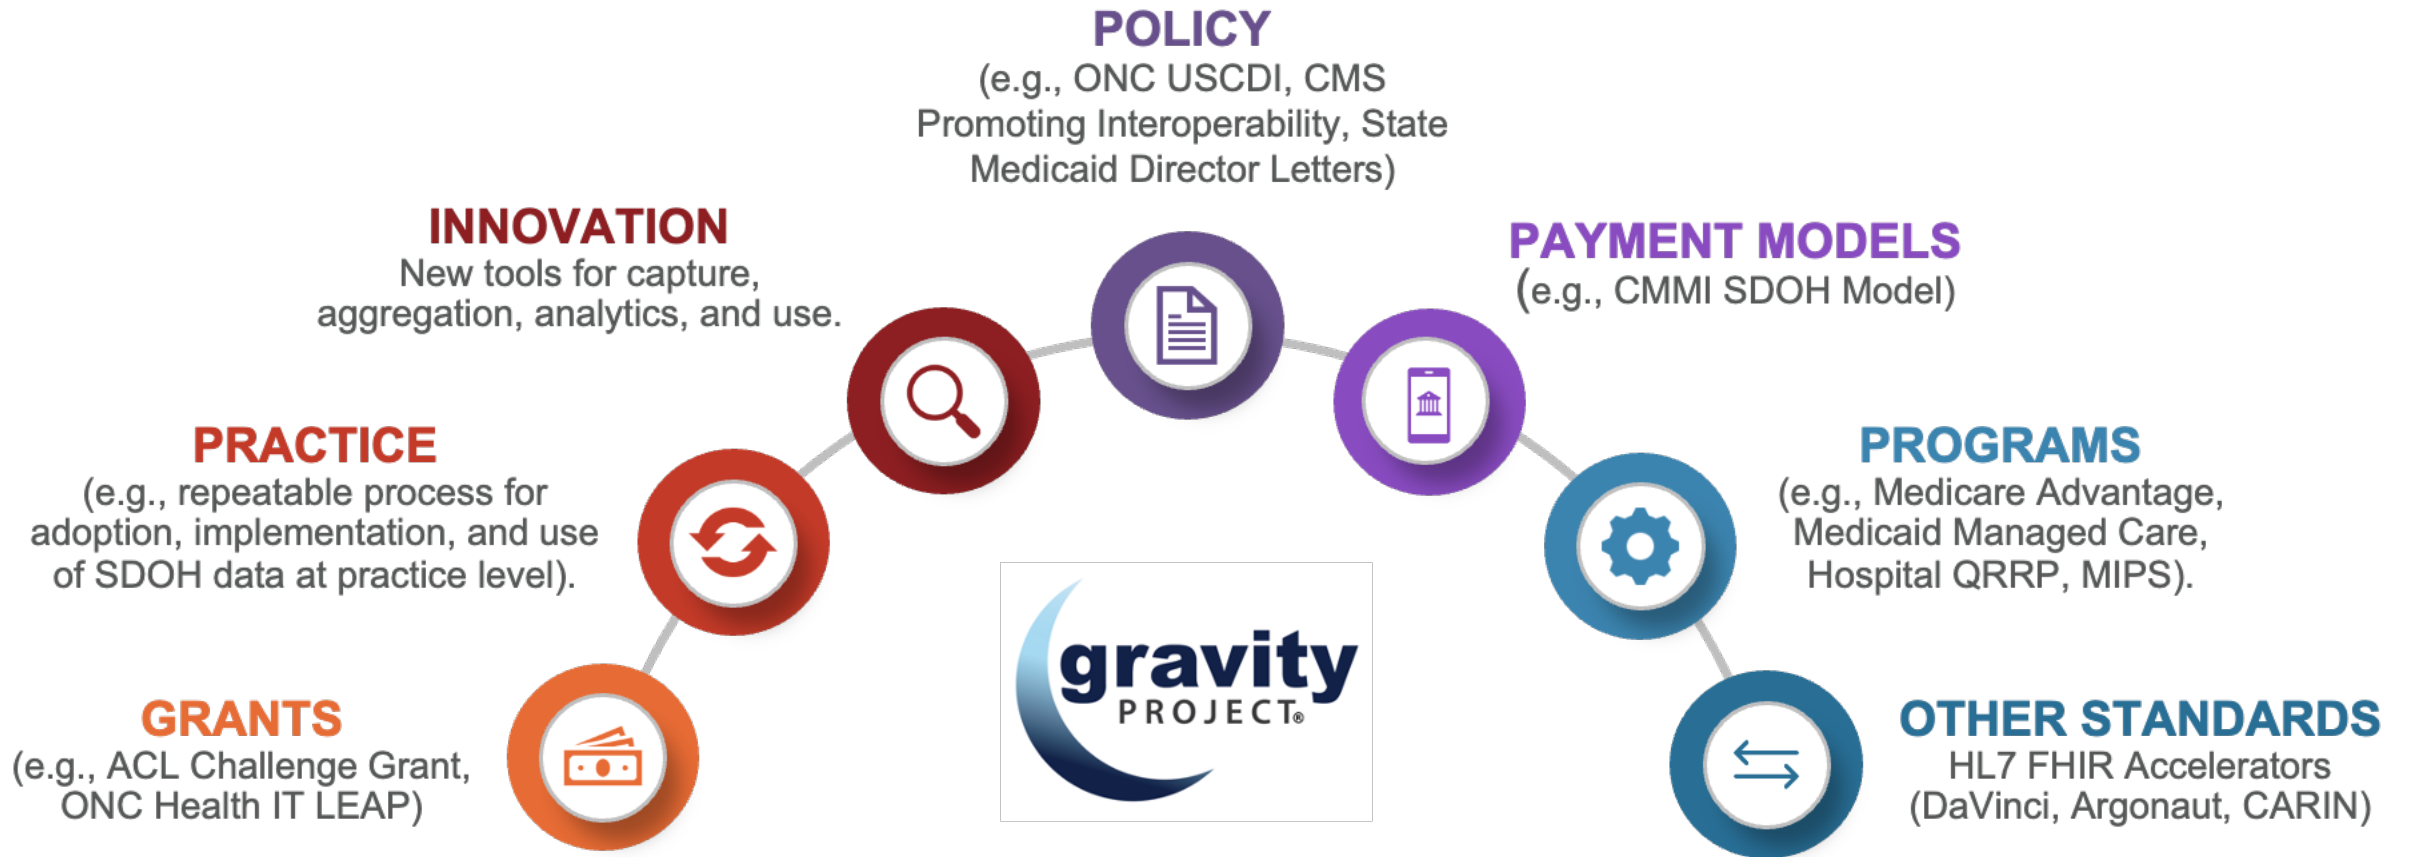 POLICY
(e.g., ONC USCDI, CMS
Promoting Interoperability, State
Medicaid Director Letters)
INNOVATION
New tools for capture,
aggregation, analytics, and use.
PAYMENT MODELS
(e.g., CMMI SDOH Model)
PRACTICE
(e.g., repeatable process for
adoption, implementation, and use
of SDOH data at practice level).
PROGRAMS
(e.g., Medicare Advantage,
Medicaid Managed Care,
Hospital QRRP, MIPS).
GRANTS
(e.g., ACL Challenge Grant,
ONC Health IT LEAP)
gravity
PROJECT®
OTHER STANDARDS
HL7 FHIR Accelerators
(DaVinci, Argonaut, CARIN)